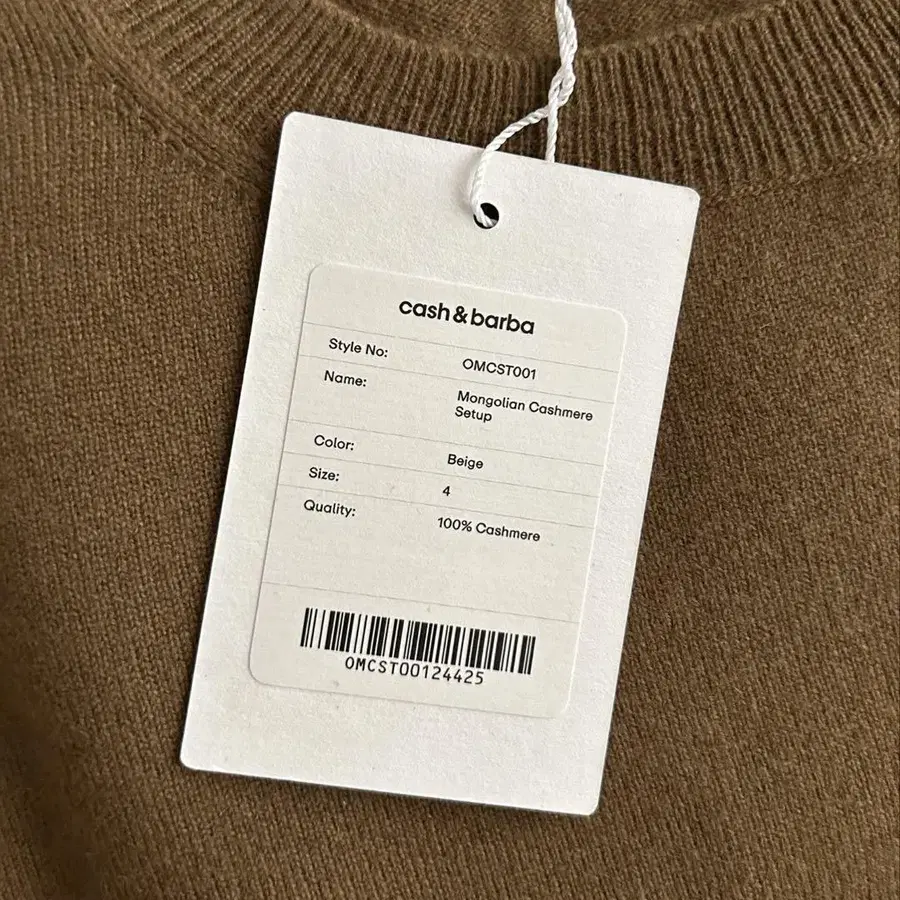 cash & barba
Style No: OMCST001
Name: Mongolian Cashmere
Setup
Color: Beige
Size: 4
Quality: 100% Cashmere
OMCST00124425